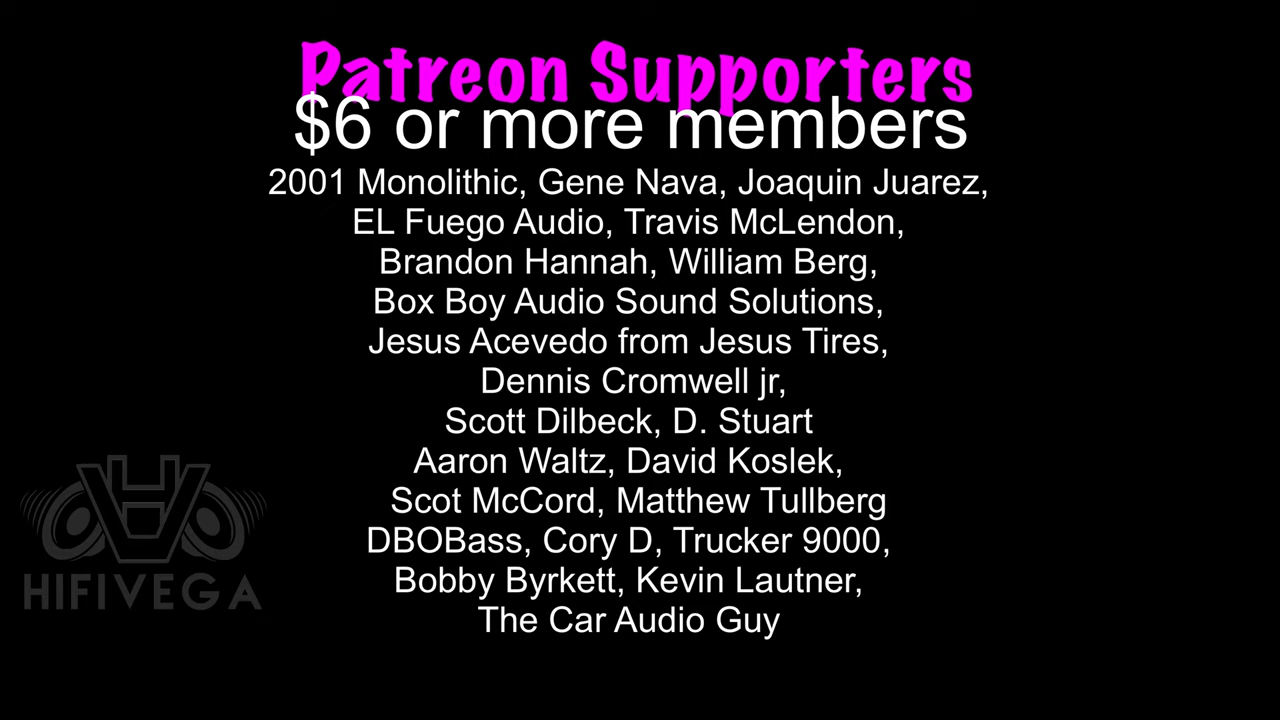 Patreon Supporters
$6 or more members
2001 Monolithic, Gene Nava, Joaquin Juarez,
EL Fuego Audio, Travis McLendon,
Brandon Hannah, William Berg,
Box Boy Audio Sound Solutions,
Jesus Acevedo from Jesus Tires,
Dennis Cromwell jr,
Scott Dilbeck, D. Stuart
Aaron Waltz, David Koslek,
Scot McCord, Matthew Tullberg
DBOBass, Cory D, Trucker 9000,
Bobby Byrkett, Kevin Lautner,
The Car Audio Guy
HIFIVEGA